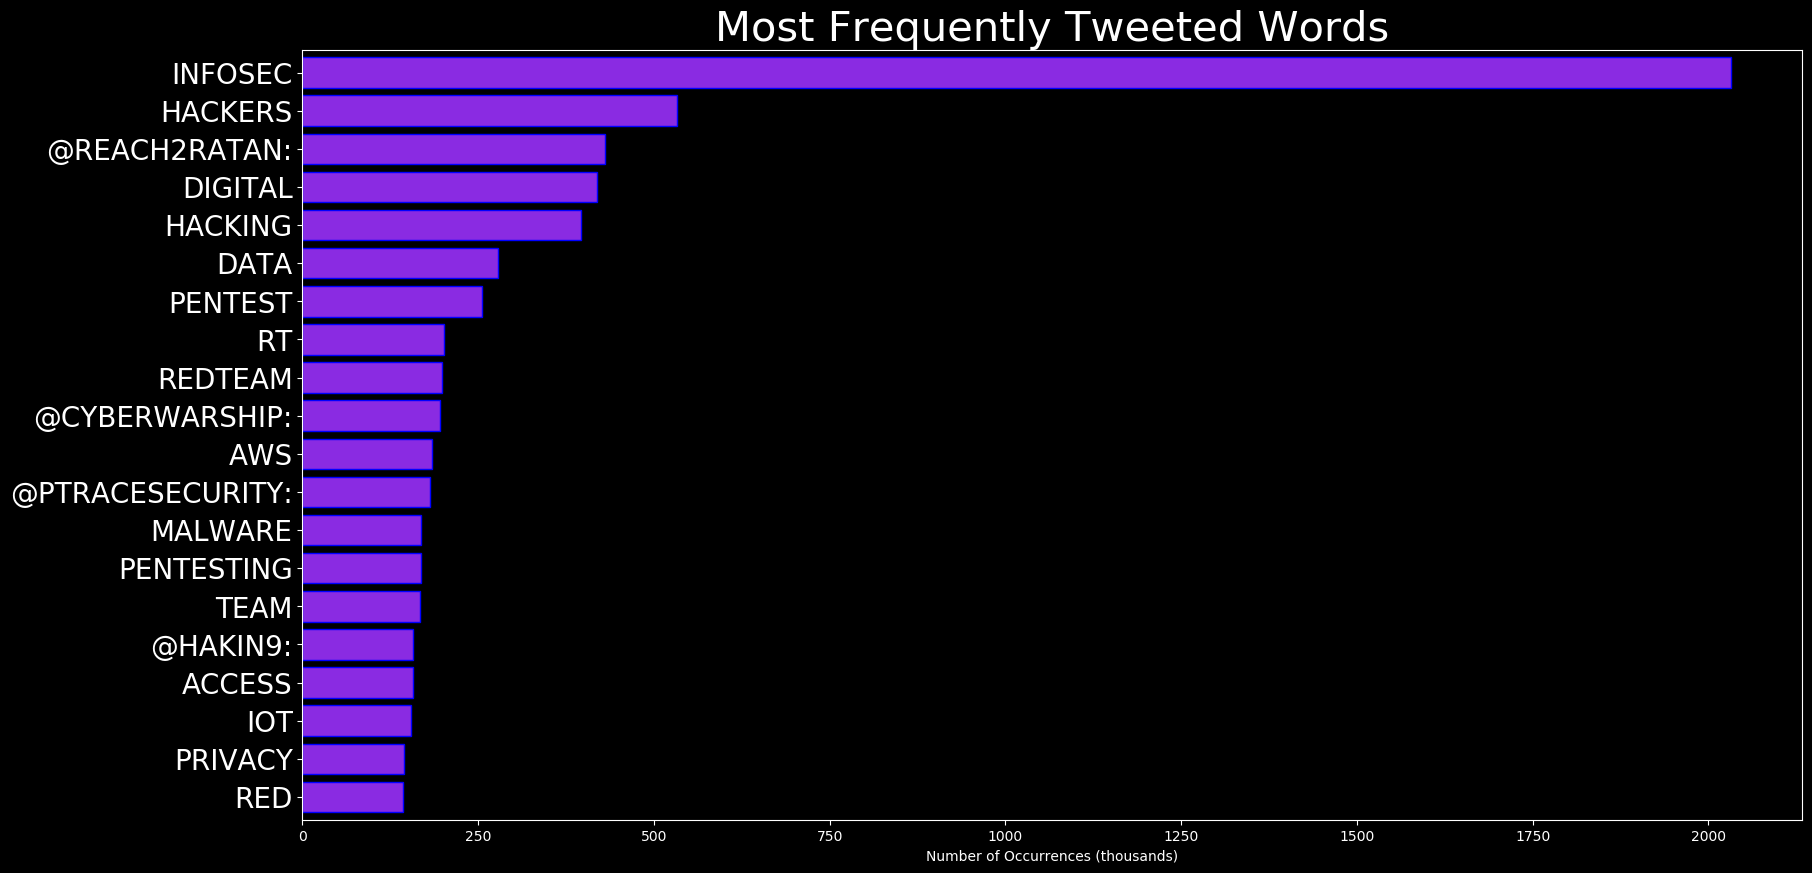 Most Frequently Tweeted Words
INFOSEC
HACKERS
@REACH2RATAN:
DIGITAL
HACKING
DATA
PENTEST
RT
REDTEAM
@CYBERWARSHIP:
AWS
@PTRACESECURITY:
MALWARE
PENTESTING
TEAM
@HAKIN9:
ACCESS
IOT
PRIVACY
RED
0 250 500 750 1000 1250 1500 1750 2000
Number of Occurrences (thousands)